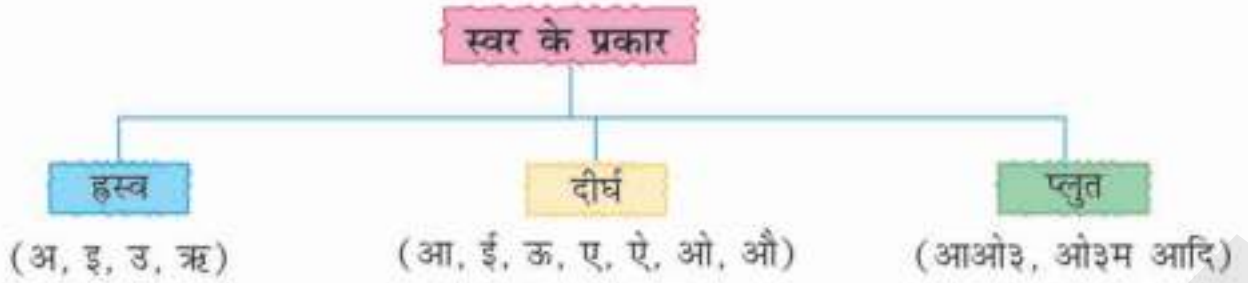 स्वर के प्रकार
ह्रस्व
दीर्घ
प्लुत
(अ, इ, उ, ऋ)
(आ, ई, ऊ, ए, ऐ, ओ, औ)
(आओ३, ओ३म आदि)